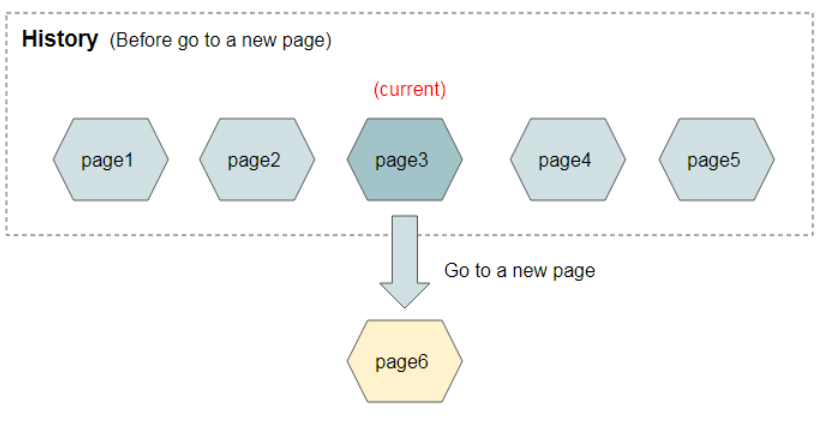 History (Before go to a new page)
(current)
page1 page2 page3 page4 page5
Go to a new page
page6